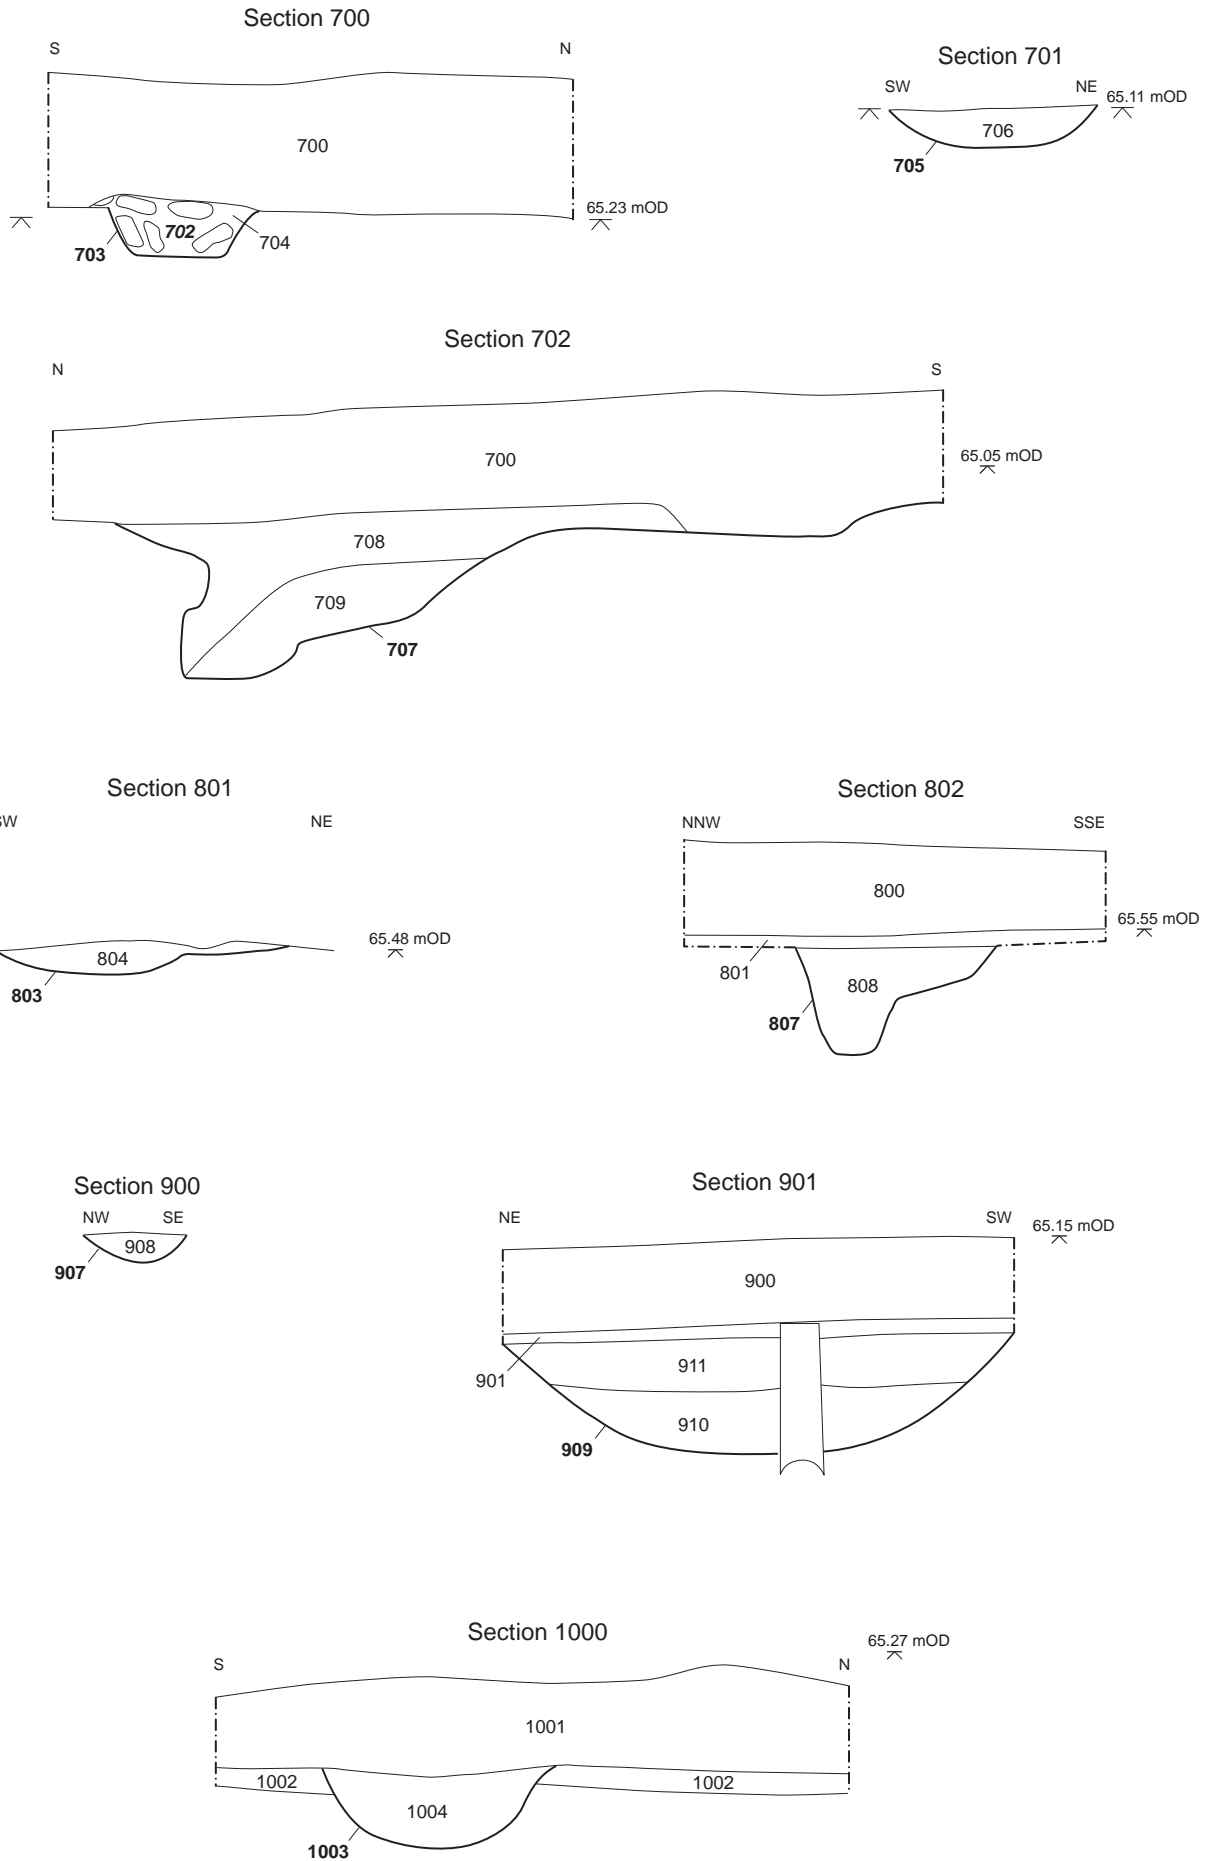 Section 700
S N
700
65.23 mOD
702
703
704
Section 701
SW NE
65.11 mOD
706
705
Section 702
N S
700
65.05 mOD
708
709
707
Section 801
SW NE
65.48 mOD
804
803
Section 802
NNW SSE
800
65.55 mOD
801
808
807
Section 900
NW SE
908
907
Section 901
NE SW
65.15 mOD
900
901
911
910
909
Section 1000
65.27 mOD
S N
1001
1002 1002
1004
1003